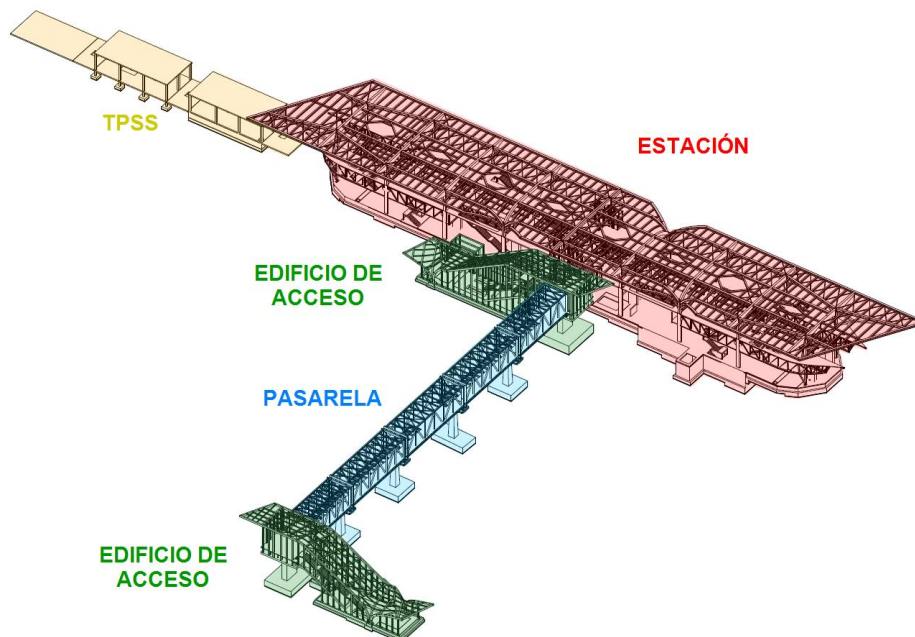 TPSS
ESTACIÓN
EDIFICIO DE
ACCESO
PASARELA
EDIFICIO DE
ACCESO